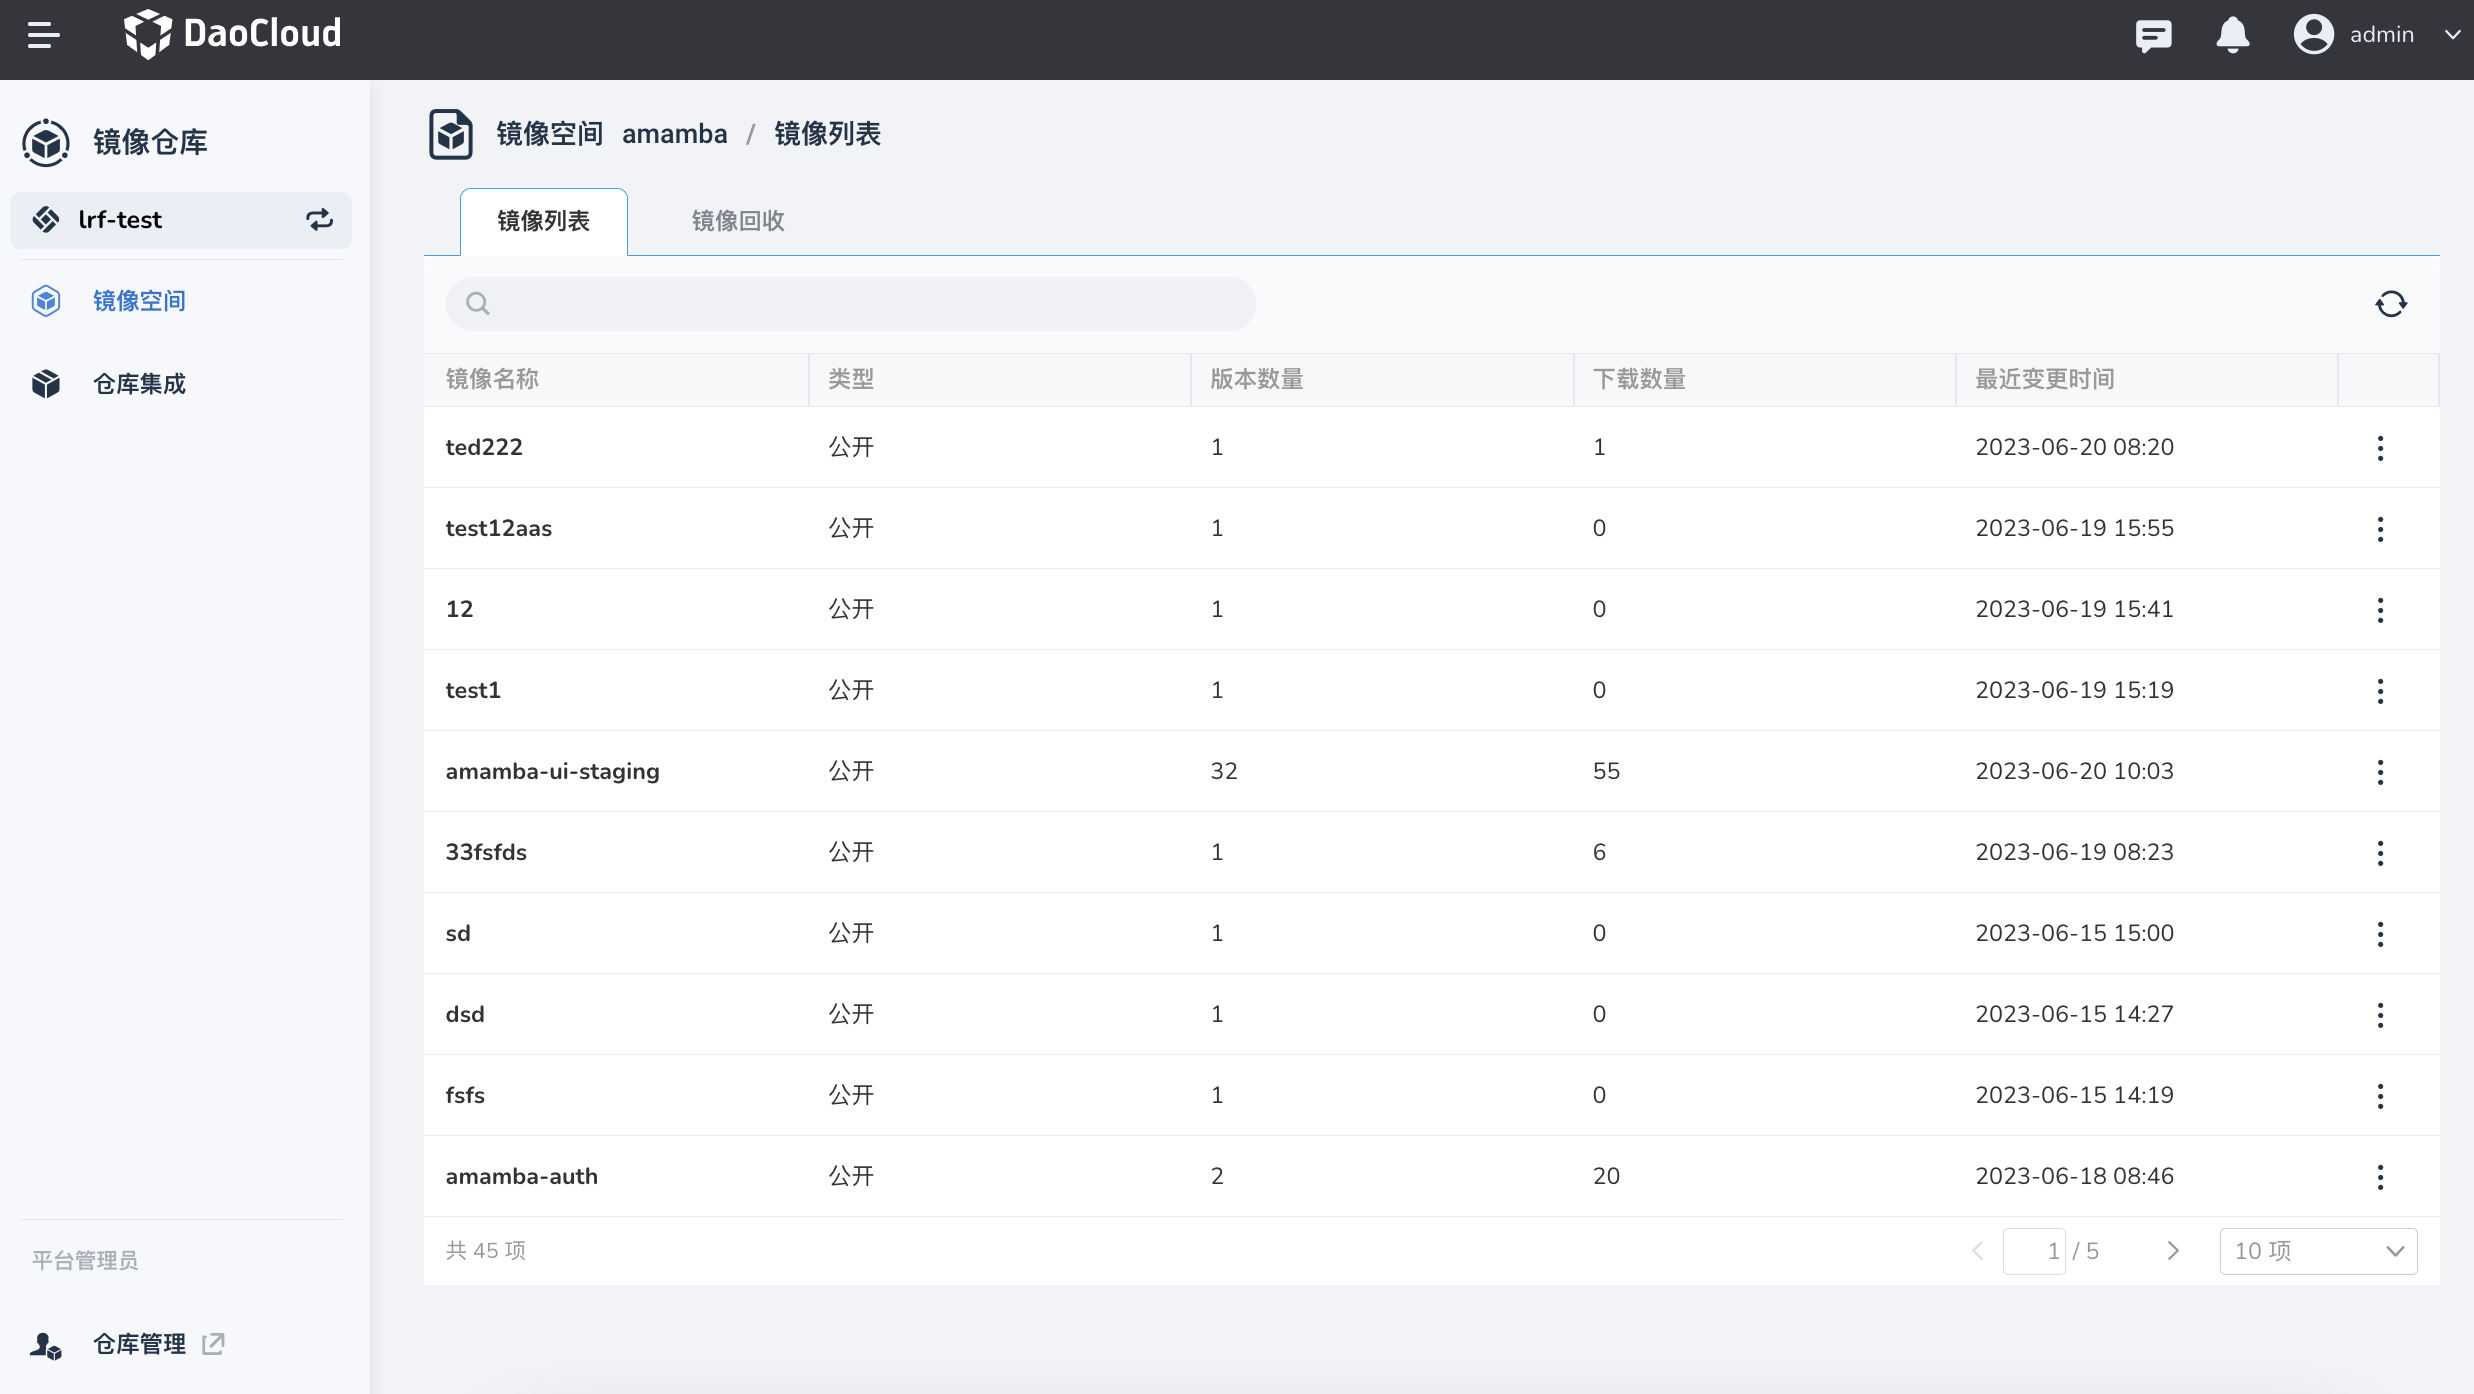 DaoCloud
admin
镜像仓库
lrf-test
镜像空间
仓库集成
平台管理员
仓库管理
镜像空间 amamba / 镜像列表
镜像列表 镜像回收
镜像名称 类型 版本数量 下载数量 最近变更时间
ted222 公开 1 1 2023-06-20 08:20
test12aas 公开 1 0 2023-06-19 15:55
12 公开 1 0 2023-06-19 15:41
test1 公开 1 0 2023-06-19 15:19
amamba-ui-staging 公开 32 55 2023-06-20 10:03
33fsfds 公开 1 6 2023-06-19 08:23
sd 公开 1 0 2023-06-15 15:00
dsd 公开 1 0 2023-06-15 14:27
fsfs 公开 1 0 2023-06-15 14:19
amamba-auth 公开 2 20 2023-06-18 08:46
共 45 项 1 / 5 10 项